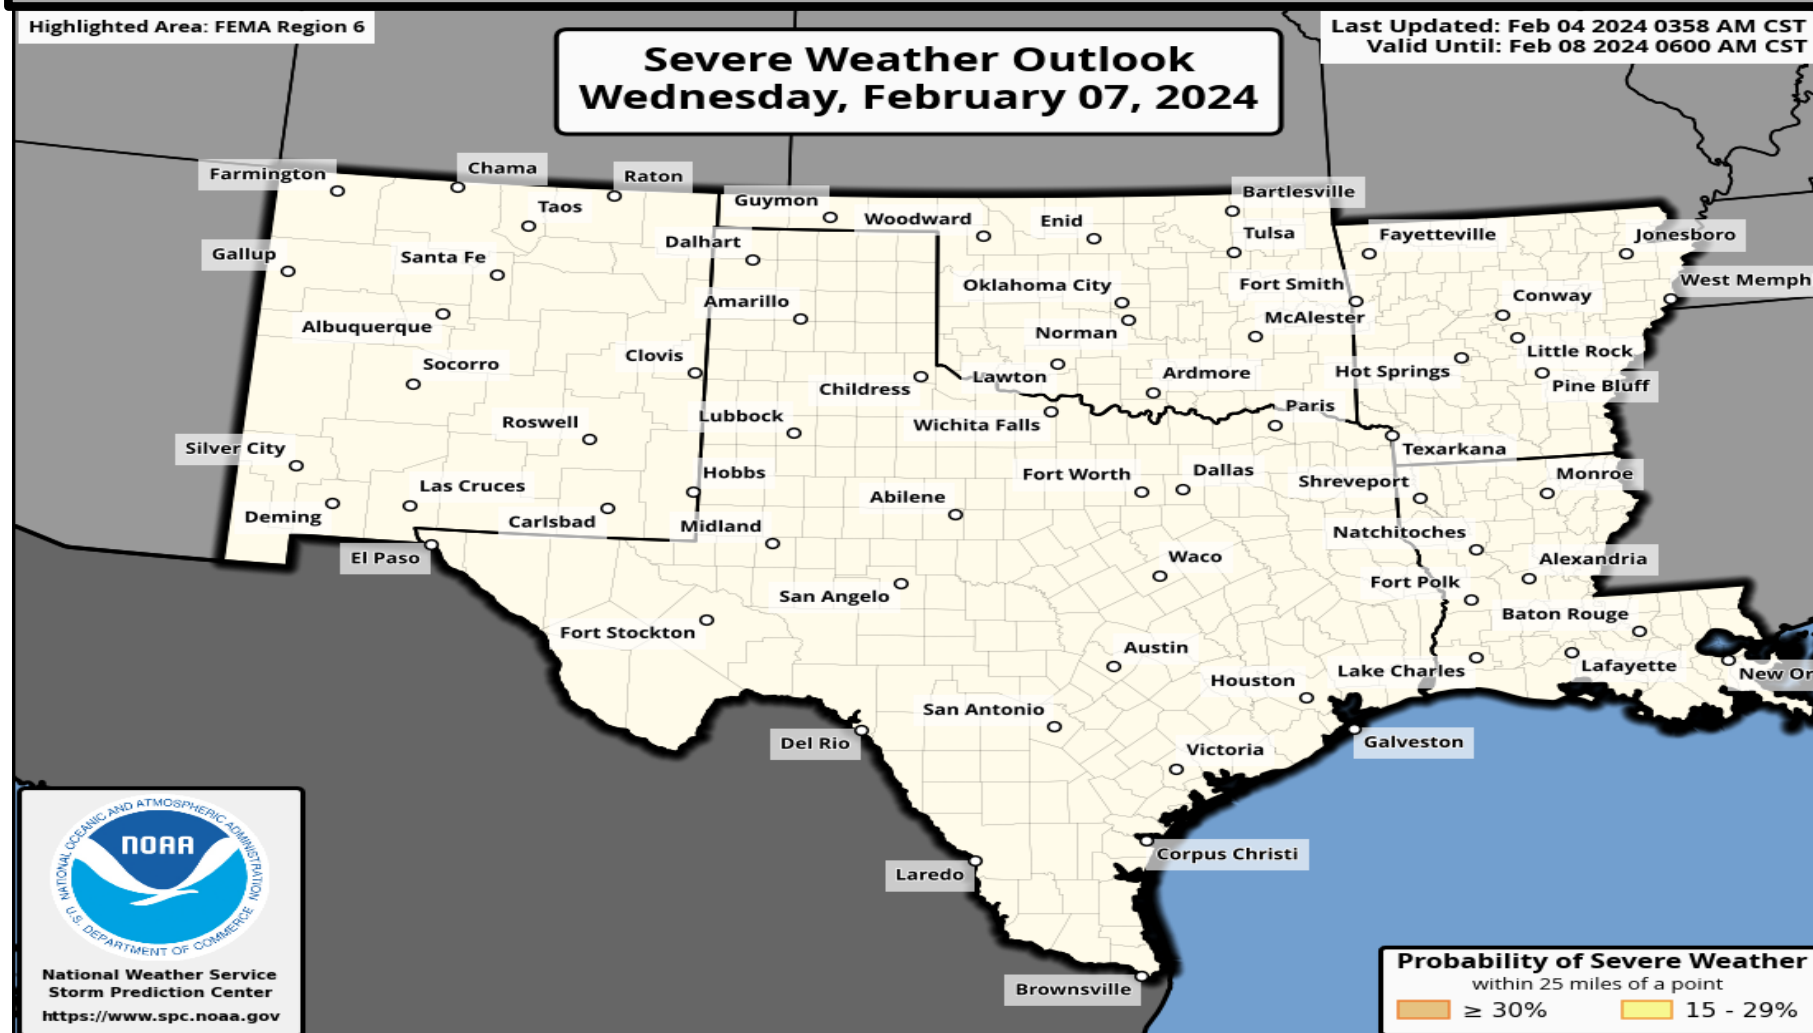 Highlighted Area: FEMA Region 6
Last Updated: Feb 04 2024 0358 AM CST
Valid Until: Feb 08 2024 0600 AM CST
Severe Weather Outlook
Wednesday, February 07, 2024
Farmington
Chama
Raton
Taos
Guymon
Woodward
Enid
Bartlesville
Gallup
Santa Fe
Dalhart
Tulsa
Fayetteville
Jonesboro
Albuquerque
Amarillo
Oklahoma City
Fort Smith
Conway
West Memph
Norman
McAlester
Socorro
Clovis
Little Rock
Childress
Lawton
Ardmore
Hot Springs
Pine Bluff
Roswell
Lubbock
Wichita Falls
Paris
Silver City
Texarkana
Las Cruces
Hobbs
Abilene
Fort Worth
Dallas
Shreveport
Monroe
Deming
Carlsbad
Midland
Natchitoches
El Paso
Waco
Alexandria
San Angelo
Fort Polk
Fort Stockton
Baton Rouge
Austin
Houston
Lake Charles
Lafayette
New Or
San Antonio
Del Rio
Victoria
Galveston
Corpus Christi
Laredo
Brownsville
NATIONAL OCEANIC AND ATMOSPHERIC ADMINISTRATION
NOAA
U.S. DEPARTMENT OF COMMERCE
National Weather Service
Storm Prediction Center
https://www.spc.noaa.gov
Probability of Severe Weather
within 25 miles of a point
≥ 30%
15 - 29%